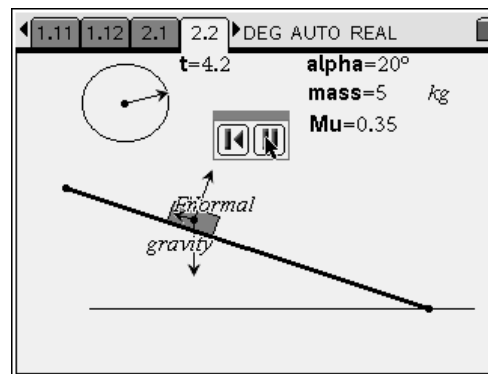 1.11 1.12 2.1 2.2 DEG AUTO REAL
t=4.2
alpha=20°
mass=5 kg
Mu=0.35
Fnormal
gravity